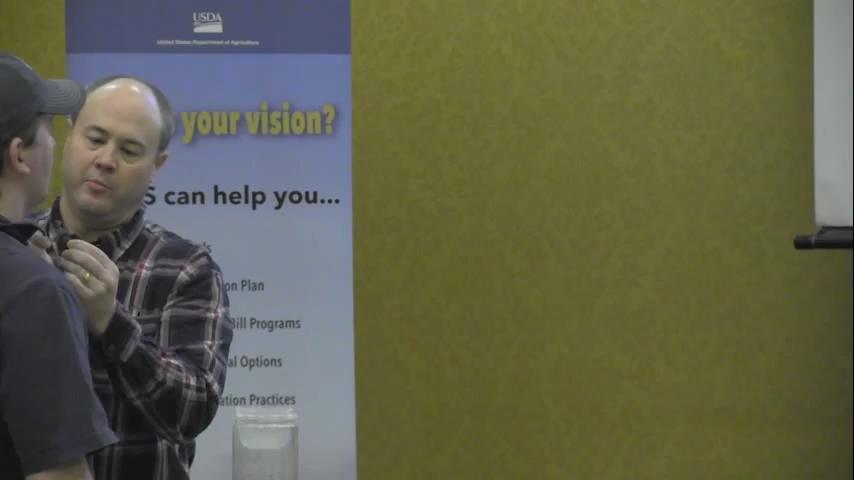 USDA
United States Department of Agriculture
your vision?
S can help you...
ls
on Plan
Bill Programs
al Options
ation Practices